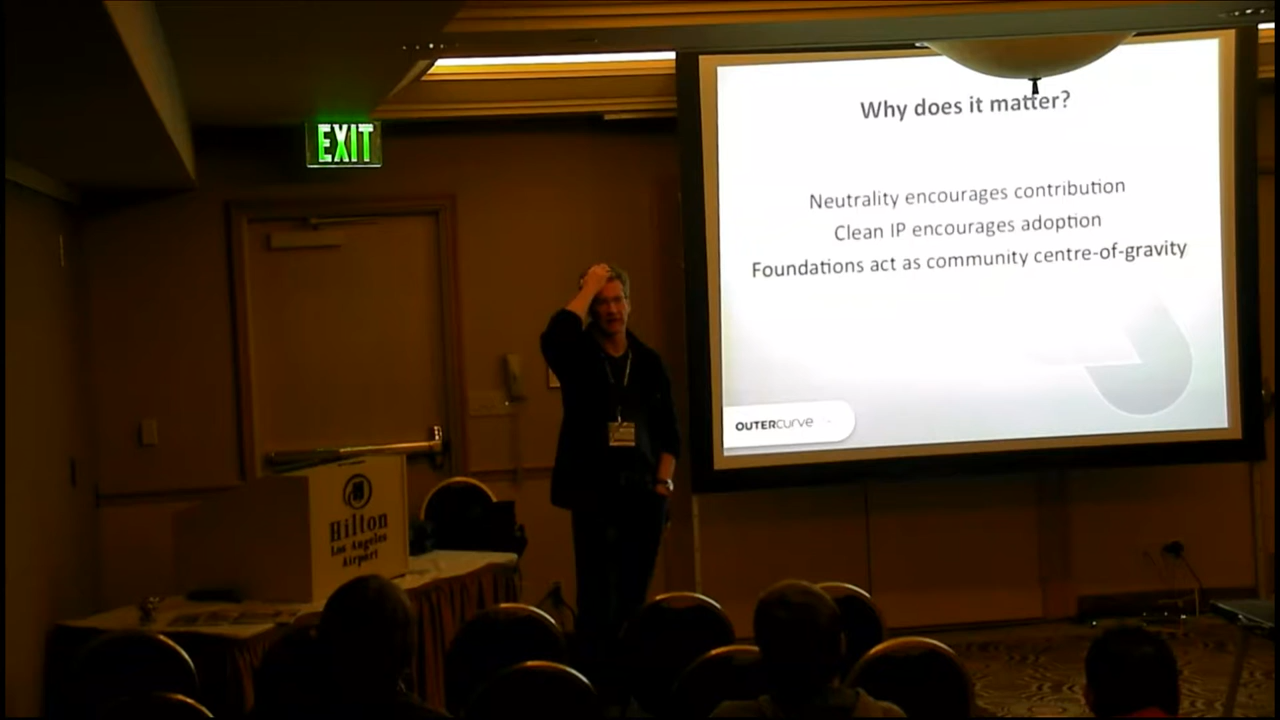 EXIT
Why does it matter?
Neutrality encourages contribution
Clean IP encourages adoption
Foundations act as community centre-of-gravity
OUTERCURVE
Hilton
Los Angeles
Airport